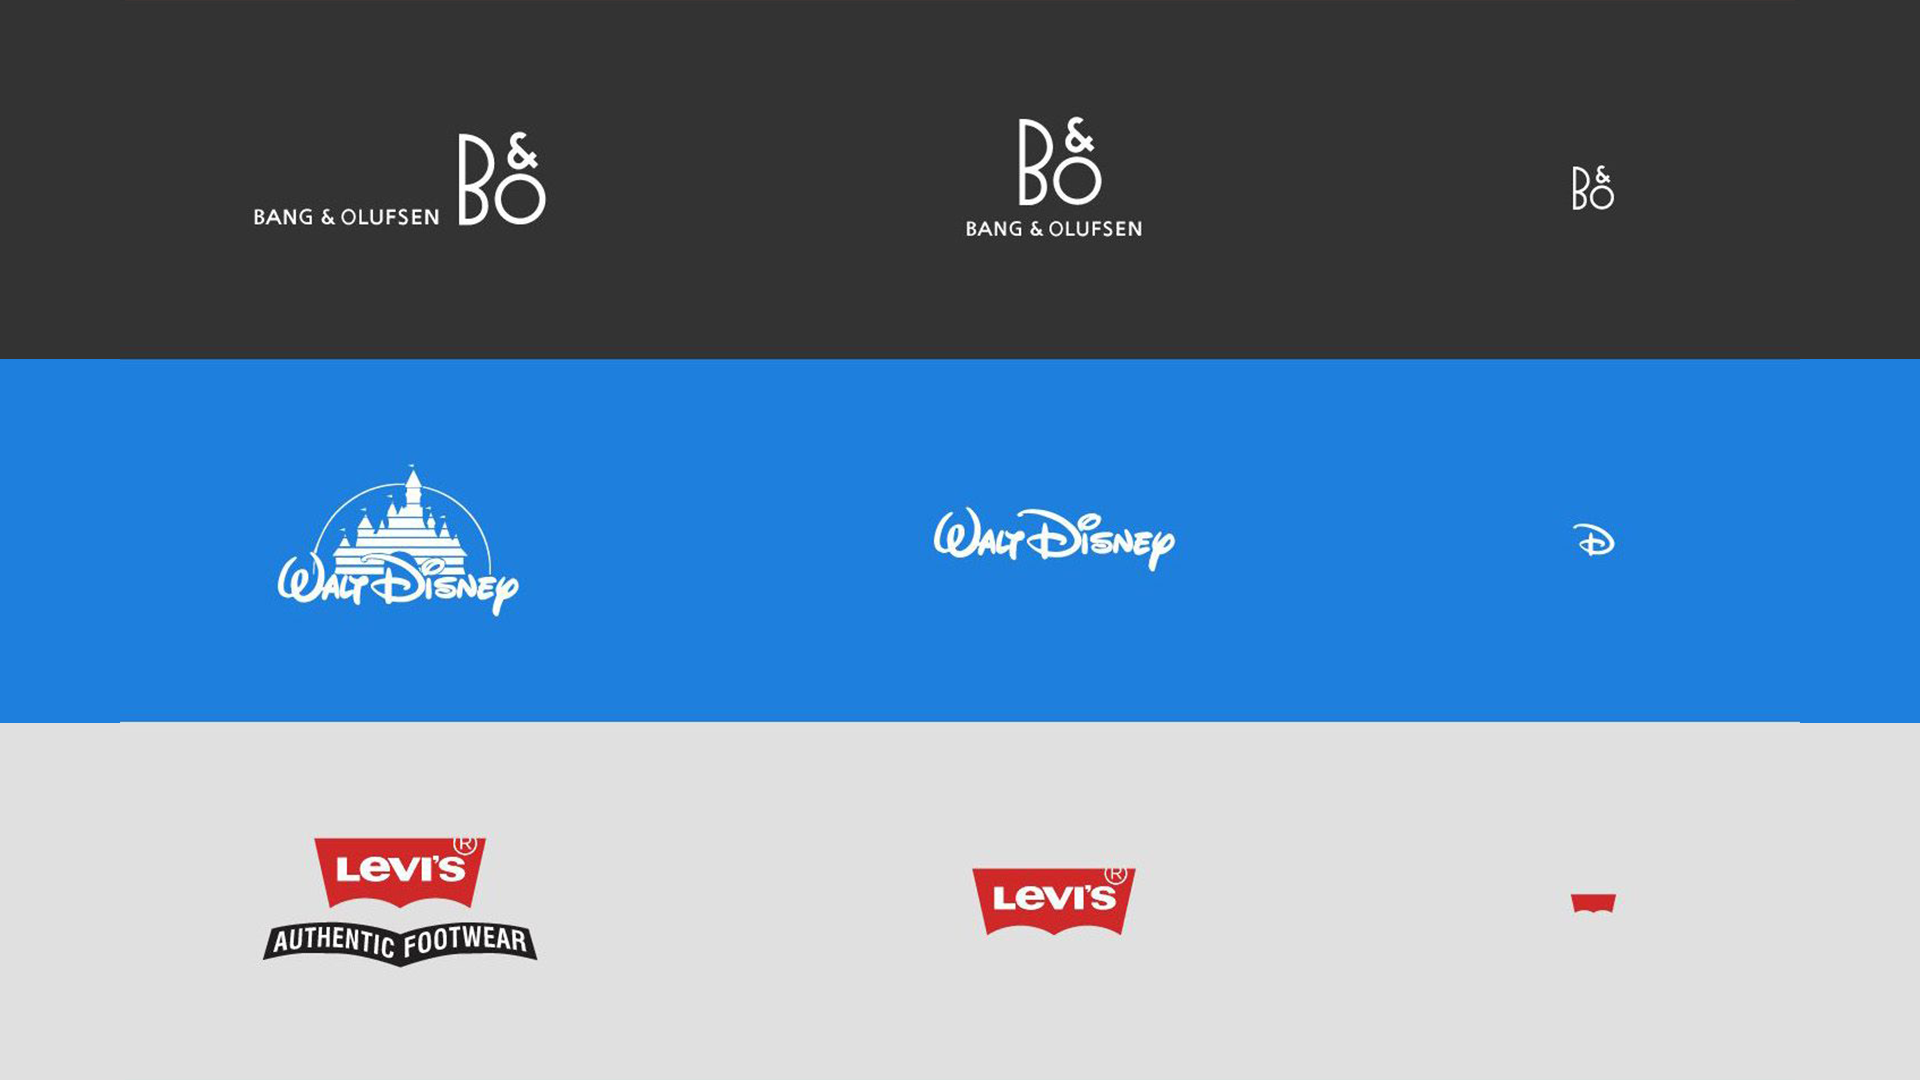 BANG & OLUFSEN B&O
B&O
BANG & OLUFSEN
B&O
WALT DISNEY
WALT DISNEY
D
LEVI'S®
AUTHENTIC FOOTWEAR
LEVI'S®